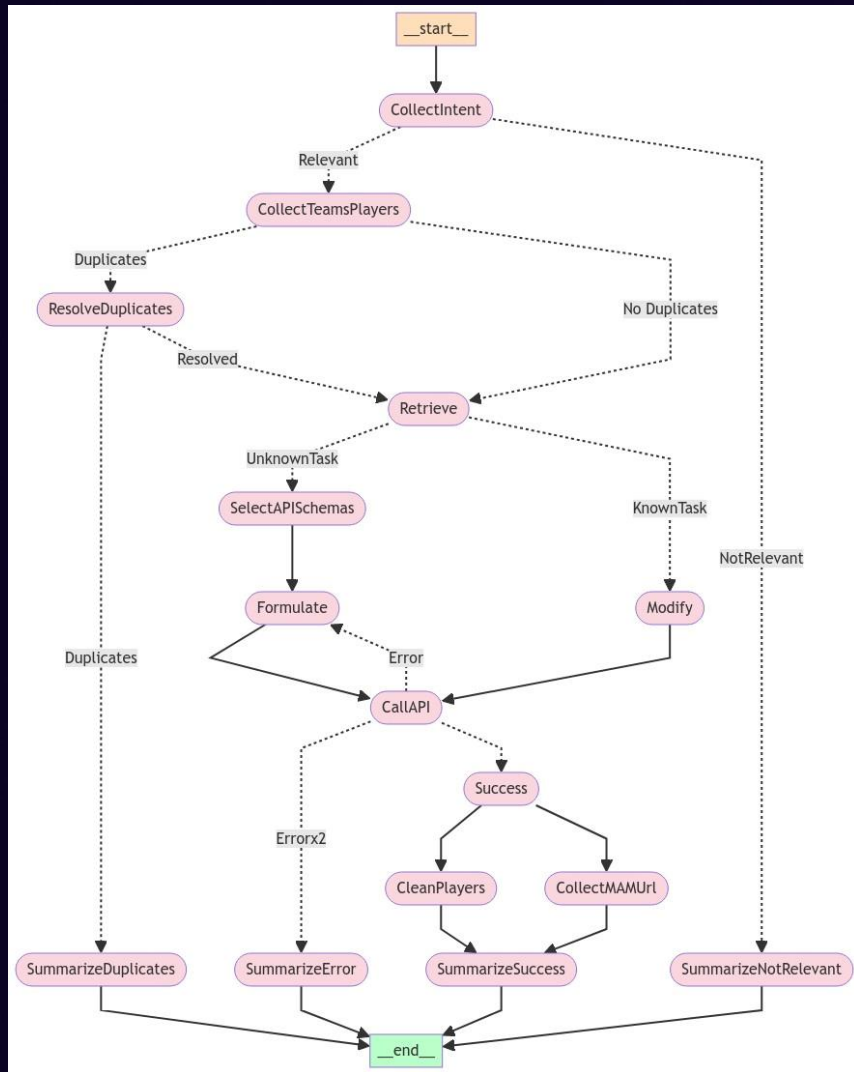 __start__
CollectIntent
Relevant
CollectTeamsPlayers
Duplicates
ResolveDuplicates
No Duplicates
Resolved
Retrieve
UnknownTask
SelectAPISchemas
KnownTask
NotRelevant
Formulate
Modify
Duplicates
Error
CallAPI
Success
Errorx2
CleanPlayers
CollectMAMUrl
SummarizeDuplicates
SummarizeError
SummarizeSuccess
SummarizeNotRelevant
__end__